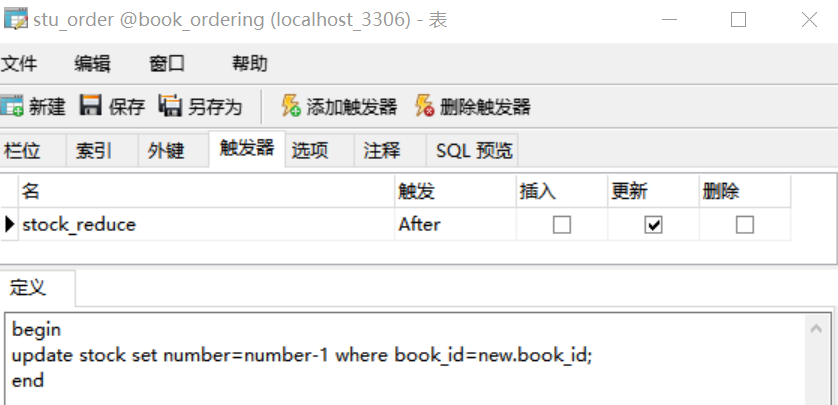 stu_order @book_ordering (localhost_3306) - 表
文件 编辑 窗口 帮助
新建 保存 另存为 添加触发器 删除触发器
栏位 索引 外键 触发器 选项 注释 SQL 预览
名 触发 插入 更新 删除
stock_reduce After
定义
begin
update stock set number=number-1 where book_id=new.book_id;
end